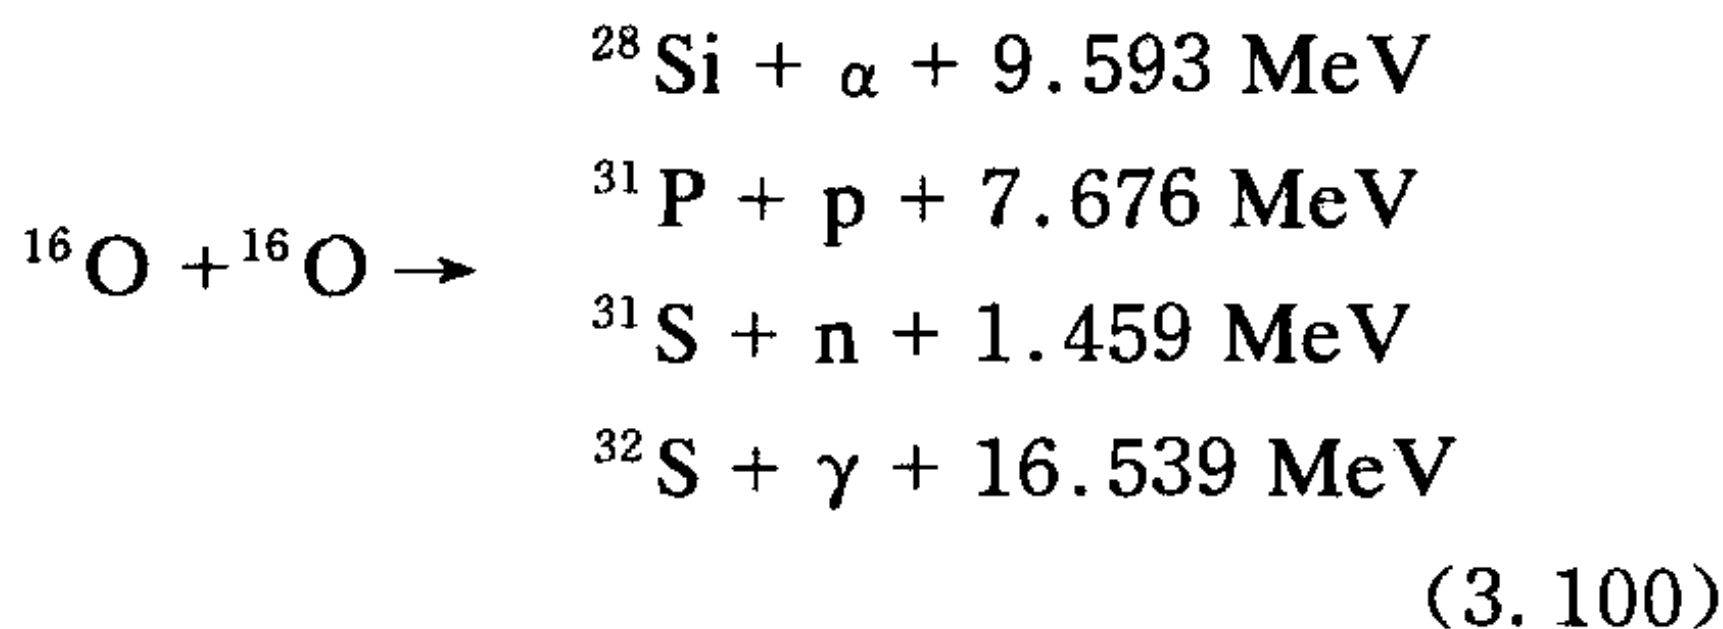 ²⁸Si + α + 9.593 MeV
³¹P + p + 7.676 MeV
¹⁶O + ¹⁶O →
³¹S + n + 1.459 MeV
³²S + γ + 16.539 MeV
(3.100)